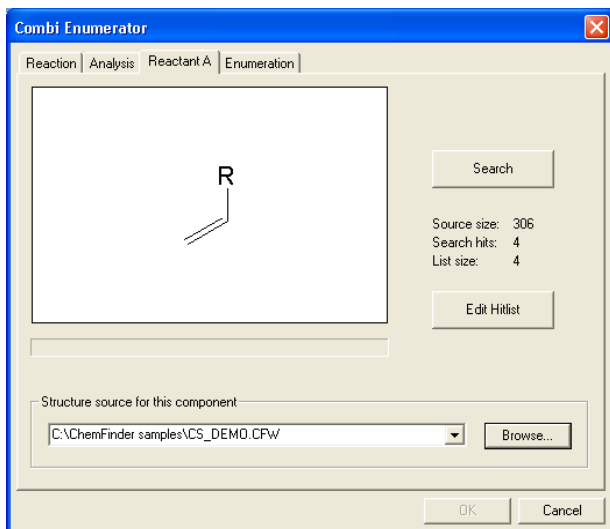 Combi Enumerator
Reaction Analysis Reactant A Enumeration
R
Search
Source size: 306
Search hits: 4
List size: 4
Edit Hitlist
Structure source for this component
C:\ChemFinder samples\CS_DEMO.CFW
Browse...
OK Cancel